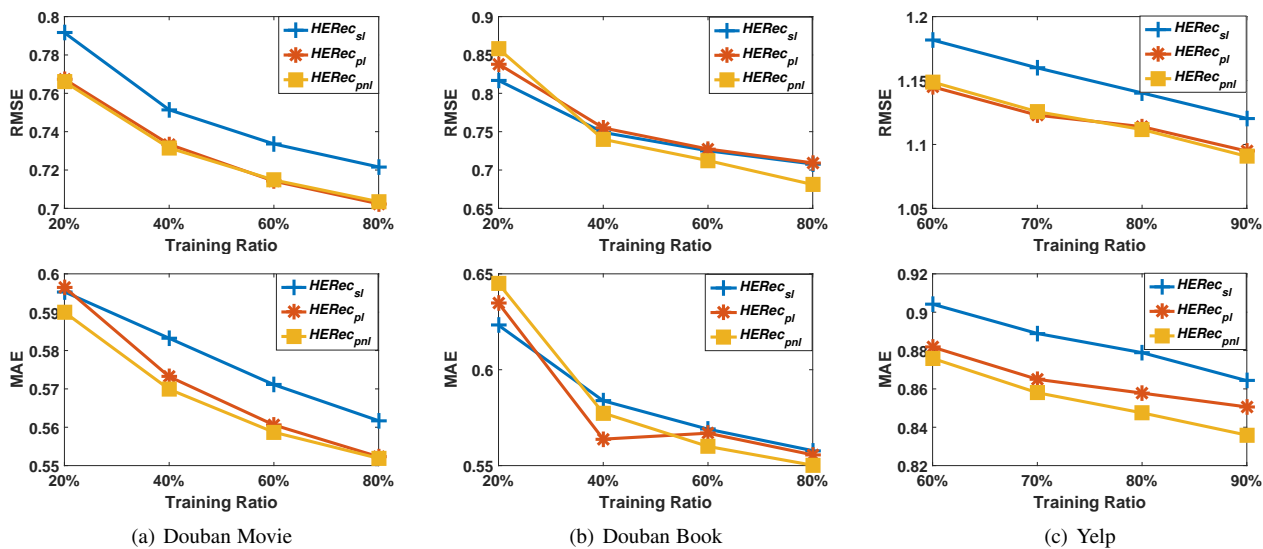 0.8
0.78
0.76
0.74
0.72
0.7
RMSE
20%
40%
60%
80%
Training Ratio
HERec_sl
HERec_pl
HERec_pnl
0.9
0.85
0.8
0.75
0.7
0.65
RMSE
20%
40%
60%
80%
Training Ratio
HERec_sl
HERec_pl
HERec_pnl
1.2
1.15
1.1
1.05
RMSE
60%
70%
80%
90%
Training Ratio
HERec_sl
HERec_pl
HERec_pnl
0.6
0.59
0.58
0.57
0.56
0.55
MAE
20%
40%
60%
80%
Training Ratio
HERec_sl
HERec_pl
HERec_pnl
0.65
0.6
0.55
MAE
20%
40%
60%
80%
Training Ratio
HERec_sl
HERec_pl
HERec_pnl
0.92
0.9
0.88
0.86
0.84
0.82
MAE
60%
70%
80%
90%
Training Ratio
HERec_sl
HERec_pl
HERec_pnl
(a) Douban Movie
(b) Douban Book
(c) Yelp